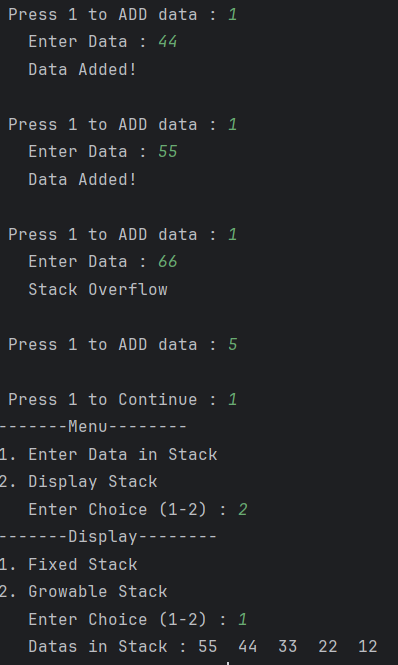 Press 1 to ADD data : 1
Enter Data : 44
Data Added!
Press 1 to ADD data : 1
Enter Data : 55
Data Added!
Press 1 to ADD data : 1
Enter Data : 66
Stack Overflow
Press 1 to ADD data : 5
Press 1 to Continue : 1
-------Menu--------
1. Enter Data in Stack
2. Display Stack
Enter Choice (1-2) : 2
-------Display--------
1. Fixed Stack
2. Growable Stack
Enter Choice (1-2) : 1
Datas in Stack : 55  44  33  22  12